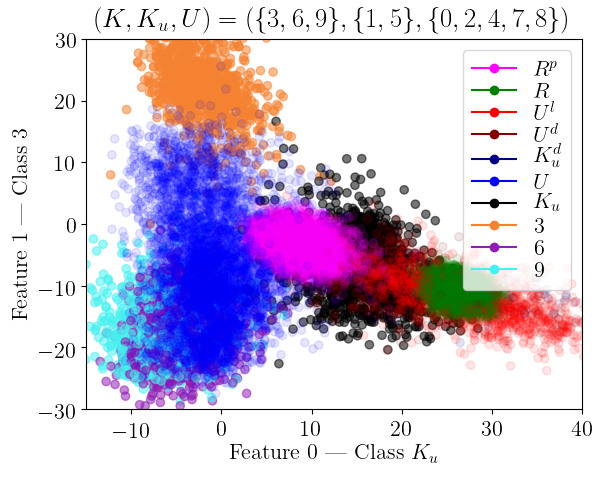 (K, K_u, U) = ({3, 6, 9}, {1, 5}, {0, 2, 4, 7, 8})
30
20
10
0
−10
−20
−30
Feature 1 — Class 3
R^p
R
U^l
U^d
K_u^d
U
K_u
3
6
9
−10
0
10
20
30
40
Feature 0 — Class K_u